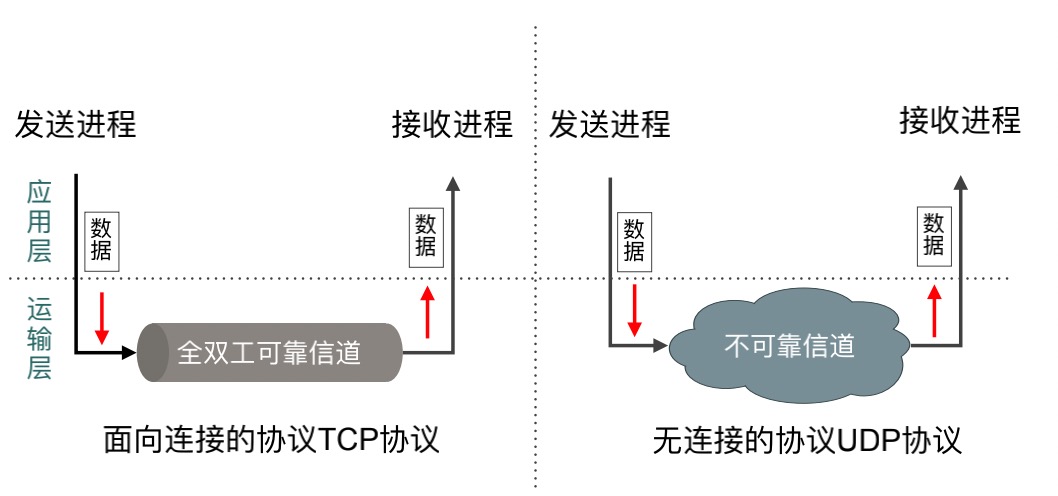 发送进程
接收进程
应用层
数据
数据
运输层
全双工可靠信道
面向连接的协议TCP协议
发送进程
接收进程
数据
数据
不可靠信道
无连接的协议UDP协议